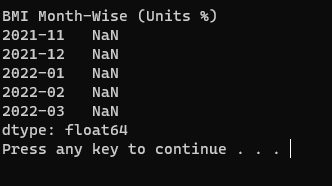 BMI Month-Wise (Units %)
2021-11   NaN
2021-12   NaN
2022-01   NaN
2022-02   NaN
2022-03   NaN
dtype: float64
Press any key to continue . . .